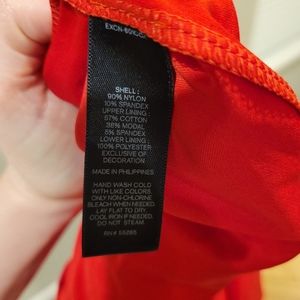 SHELL:
90% NYLON
10% SPANDEX
UPPER LINING:
57% COTTON
38% MODAL
5% SPANDEX
LOWER LINING:
100% POLYESTER
EXCLUSIVE OF
DECORATION
MADE IN PHILIPPINES
HAND WASH COLD
WITH LIKE COLORS.
ONLY NON-CHLORINE
BLEACH WHEN NEEDED.
LAY FLAT TO DRY.
COOL IRON IF NEEDED.
DO NOT STEAM.
RN# 55285